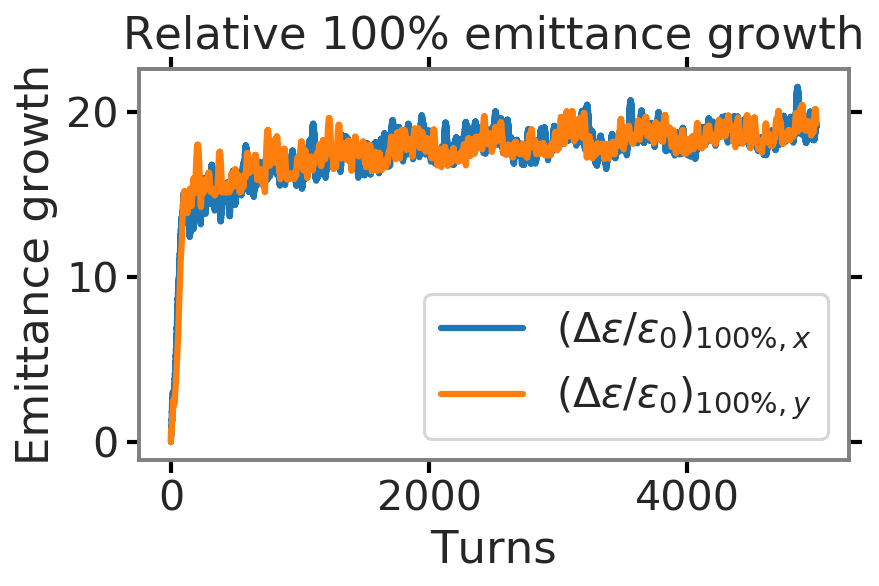 Relative 100% emittance growth
Emittance growth
20
10
0
(Δε/ε₀)₁₀₀%, ₓ
(Δε/ε₀)₁₀₀%, y
0 2000 4000
Turns